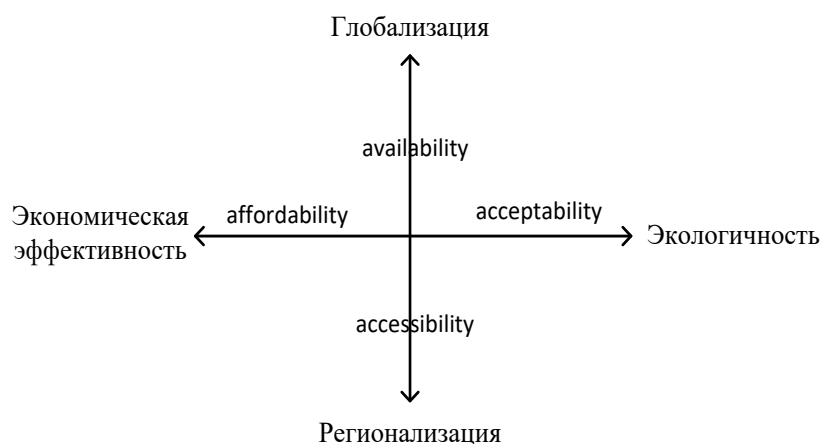 Глобализация
availability
Экономическая
эффективность
affordability
acceptability
Экологичность
accessibility
Регионализация